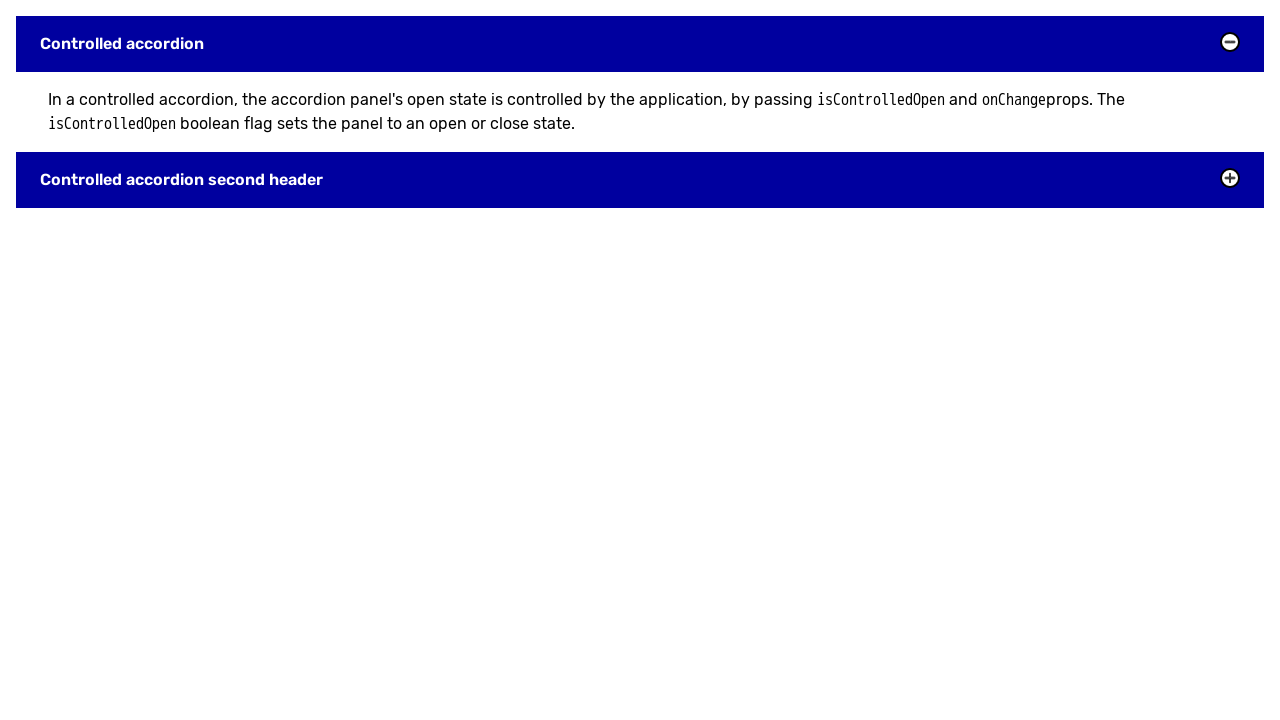 Controlled accordion
In a controlled accordion, the accordion panel's open state is controlled by the application, by passing isControlledOpen and onChangeprops. The
isControlledOpen boolean flag sets the panel to an open or close state.
Controlled accordion second header